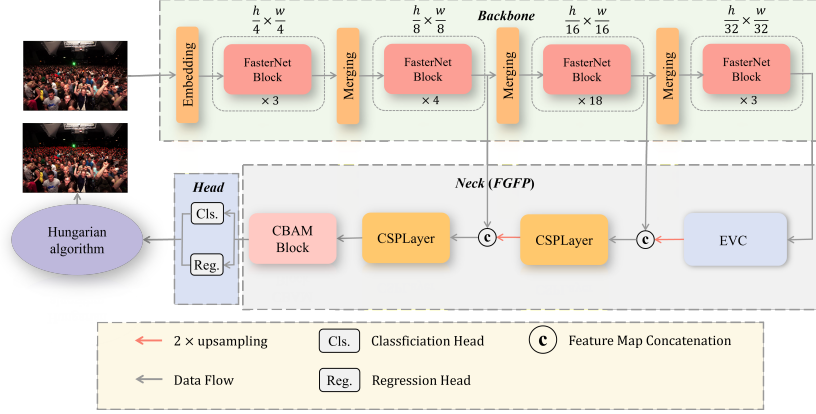 h/4 × w/4
h/8 × w/8
Backbone
h/16 × w/16
h/32 × w/32
Embedding
FasterNet
Block
× 3
Merging
FasterNet
Block
× 4
Merging
FasterNet
Block
× 18
Merging
FasterNet
Block
× 3
Head
Neck (FGFP)
Hungarian
algorithm
Cls.
Reg.
CBAM
Block
CSPLayer
c
CSPLayer
c
EVC
2 × upsampling
Cls.
Classficiation Head
c
Feature Map Concatenation
Data Flow
Reg.
Regression Head